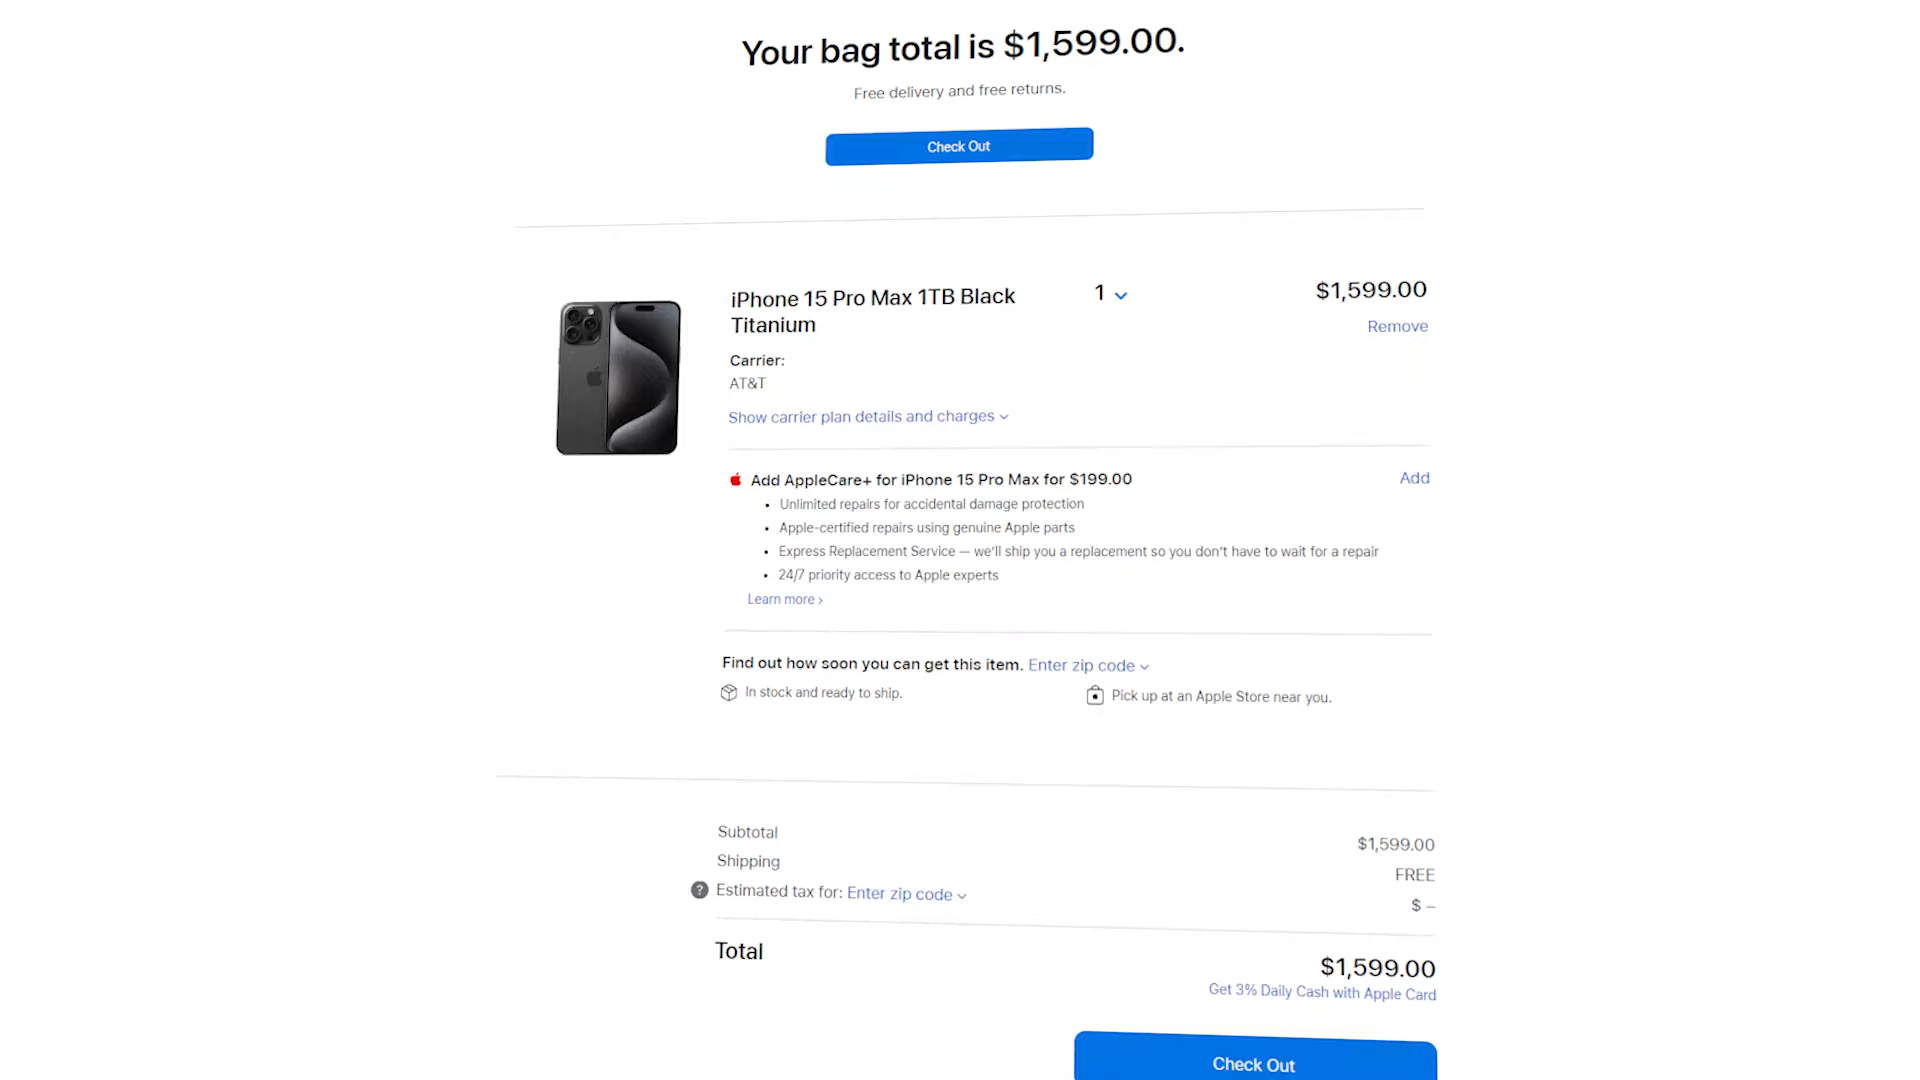 Your bag total is $1,599.00.
Free delivery and free returns.
Check Out
iPhone 15 Pro Max 1TB Black
Titanium
1
$1,599.00
Remove
Carrier:
AT&T
Show carrier plan details and charges
Add AppleCare+ for iPhone 15 Pro Max for $199.00
Add
• Unlimited repairs for accidental damage protection
• Apple-certified repairs using genuine Apple parts
• Express Replacement Service — we'll ship you a replacement so you don't have to wait for a repair
• 24/7 priority access to Apple experts
Learn more ›
Find out how soon you can get this item. Enter zip code
In stock and ready to ship.
Pick up at an Apple Store near you.
Subtotal
$1,599.00
Shipping
FREE
? Estimated tax for: Enter zip code
$ –
Total
$1,599.00
Get 3% Daily Cash with Apple Card
Check Out